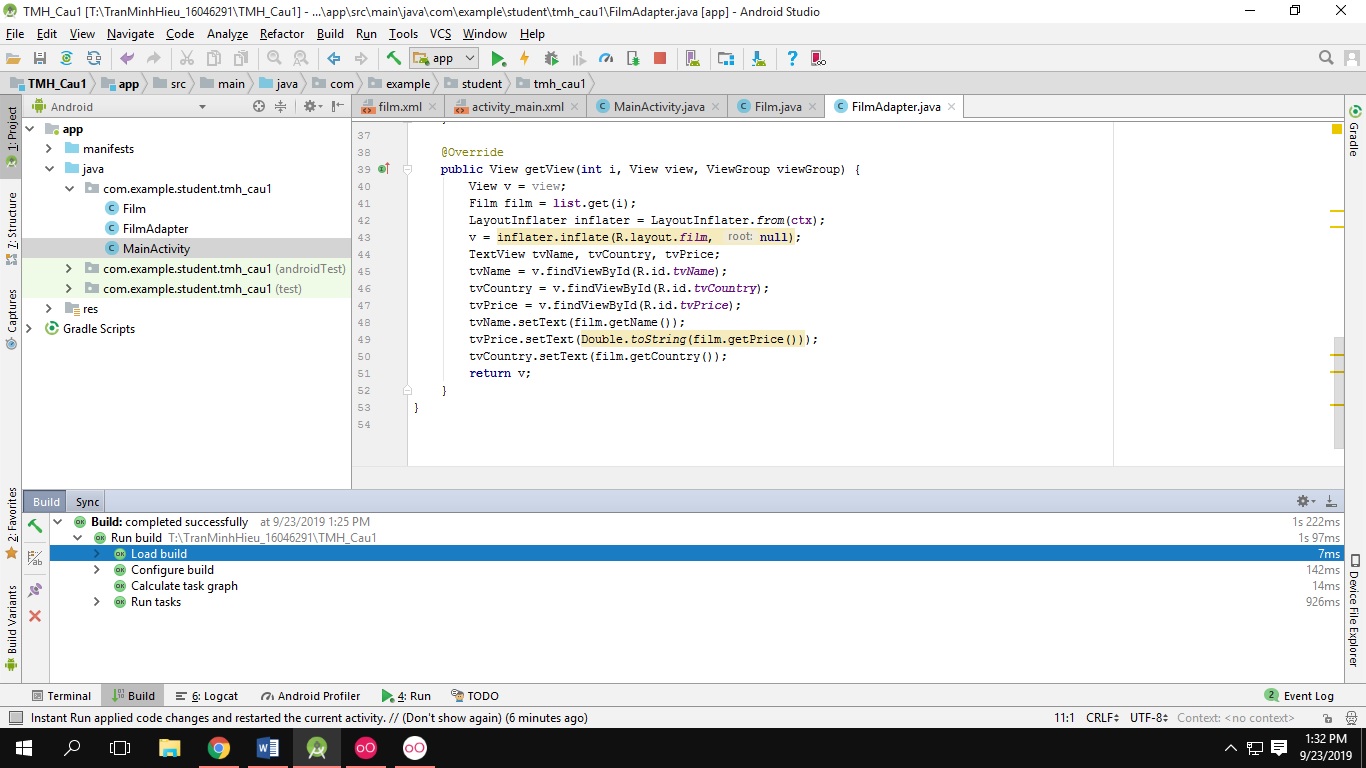 TMH_Cau1 [T:\TranMinhHieu_16046291\TMH_Cau1] - ...\app\src\main\java\com\example\student\tmh_cau1\FilmAdapter.java [app] - Android Studio
File Edit View Navigate Code Analyze Refactor Build Run Tools VCS Window Help
app
TMH_Cau1 app src main java com example student tmh_cau1
Android
film.xml activity_main.xml MainActivity.java Film.java FilmAdapter.java
1: Project
Z: Structure
Captures
2: Favorites
Build Variants
app
manifests
java
com.example.student.tmh_cau1
Film
FilmAdapter
MainActivity
com.example.student.tmh_cau1 (androidTest)
com.example.student.tmh_cau1 (test)
res
Gradle Scripts
37
38 @Override
39 public View getView(int i, View view, ViewGroup viewGroup) {
40 View v = view;
41 Film film = list.get(i);
42 LayoutInflater inflater = LayoutInflater.from(ctx);
43 v = inflater.inflate(R.layout.film, root: null);
44 TextView tvName, tvCountry, tvPrice;
45 tvName = v.findViewById(R.id.tvName);
46 tvCountry = v.findViewById(R.id.tvCountry);
47 tvPrice = v.findViewById(R.id.tvPrice);
48 tvName.setText(film.getName());
49 tvPrice.setText(Double.toString(film.getPrice()));
50 tvCountry.setText(film.getCountry());
51 return v;
52 }
53 }
54
Gradle
Device File Explorer
Build Sync
Build: completed successfully at 9/23/2019 1:25 PM 1s 222ms
Run build T:\TranMinhHieu_16046291\TMH_Cau1 1s 97ms
Load build 7ms
Configure build 142ms
Calculate task graph 14ms
Run tasks 926ms
Terminal Build 6: Logcat Android Profiler 4: Run TODO 2 Event Log
Instant Run applied code changes and restarted the current activity. // (Don't show again) (6 minutes ago) 11:1 CRLF UTF-8 Context: <no context>
1:32 PM
9/23/2019